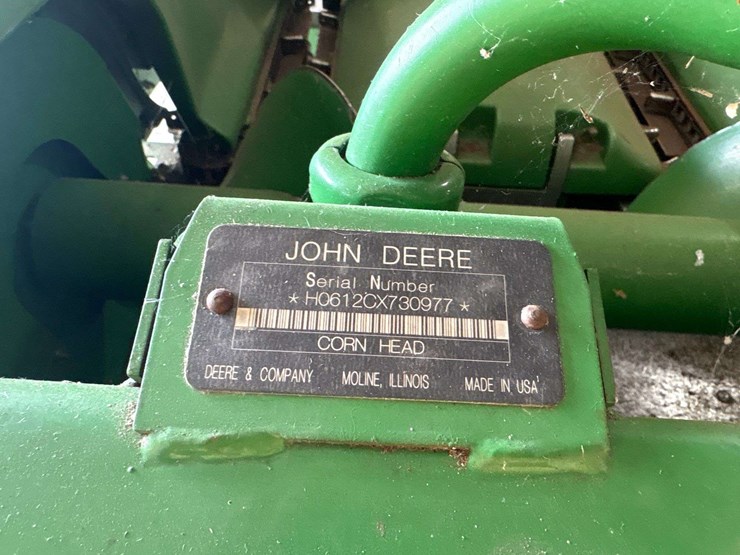 JOHN DEERE
Serial Number
* H0612CX730977 *
CORN HEAD
DEERE & COMPANY MOLINE, ILLINOIS MADE IN USA